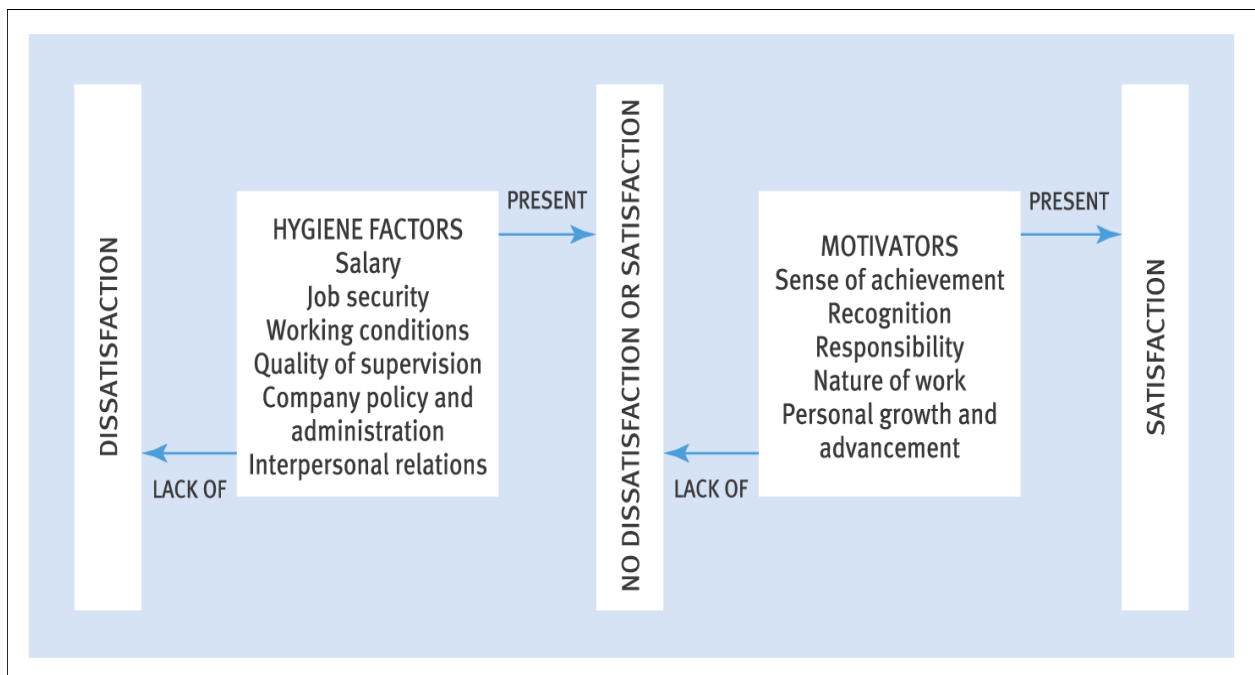 DISSATISFACTION
HYGIENE FACTORS
Salary
Job security
Working conditions
Quality of supervision
Company policy and
administration
Interpersonal relations
PRESENT
LACK OF
NO DISSATISFACTION OR SATISFACTION
MOTIVATORS
Sense of achievement
Recognition
Responsibility
Nature of work
Personal growth and
advancement
PRESENT
LACK OF
SATISFACTION